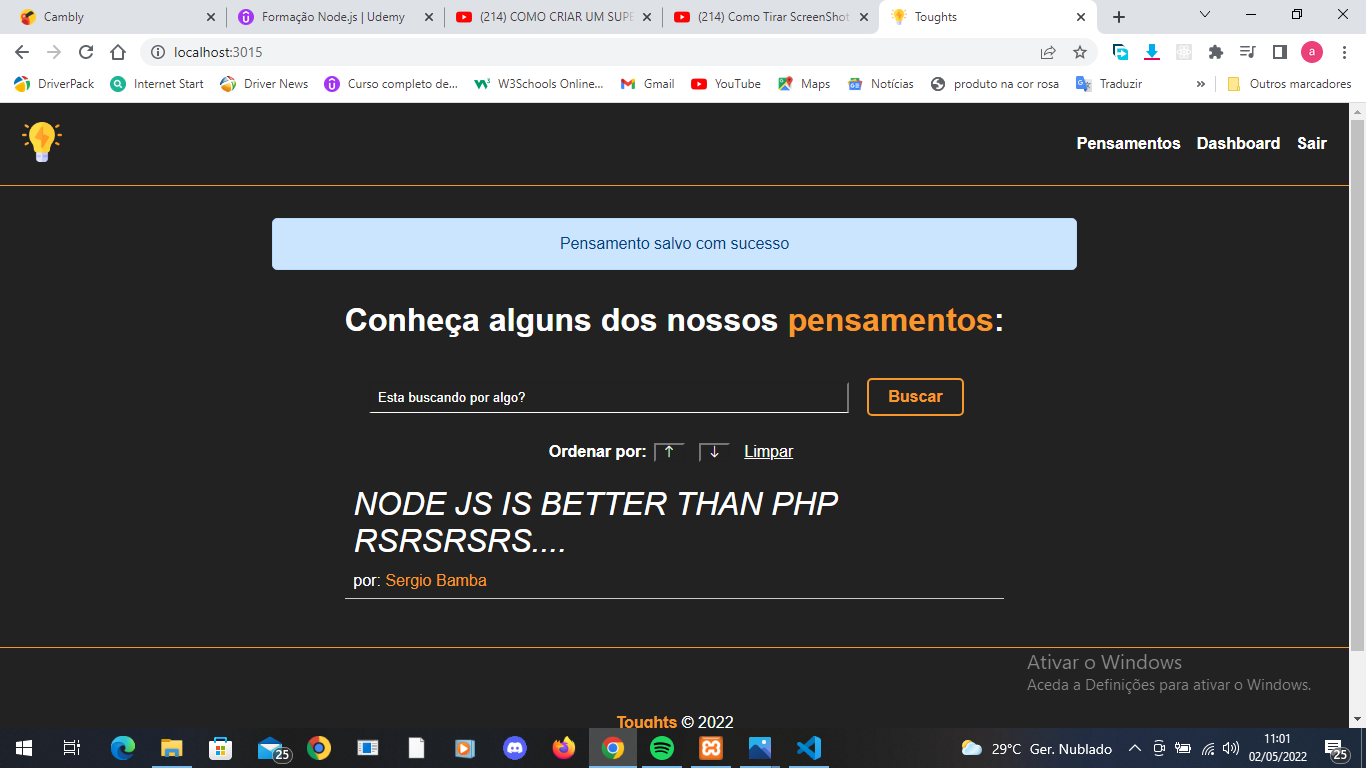 Cambly
Formação Node.js | Udemy
(214) COMO CRIAR UM SUPE
(214) Como Tirar ScreenShot
Toughts
localhost:3015
a
DriverPack
Internet Start
Driver News
Curso completo de...
W3Schools Online...
Gmail
YouTube
Maps
Notícias
produto na cor rosa
Traduzir
»
Outros marcadores
Pensamentos Dashboard Sair
Pensamento salvo com sucesso
Conheça alguns dos nossos pensamentos:
Esta buscando por algo?
Buscar
Ordenar por: ↑ ↓ Limpar
NODE JS IS BETTER THAN PHP
RSRSRSRS....
por: Sergio Bamba
Ativar o Windows
Aceda a Definições para ativar o Windows.
Toughts © 2022
25
29°C Ger. Nublado
11:01
02/05/2022
25